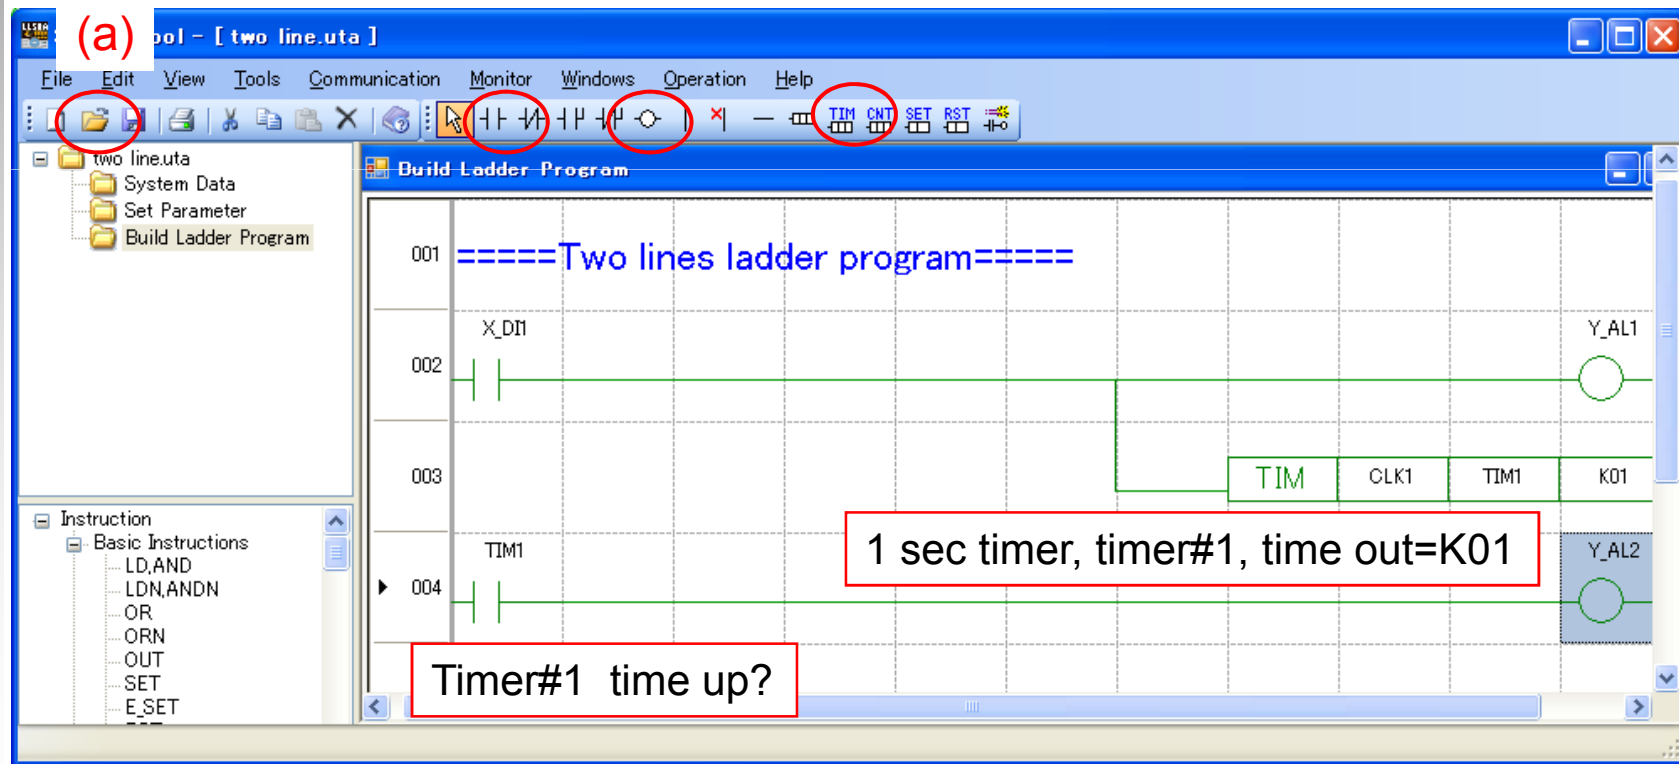 (a)
ool - [ two line.uta ]
File Edit View Tools Communication Monitor Windows Operation Help
TIM CNT SET RST
two line.uta
System Data
Set Parameter
Build Ladder Program
Build Ladder Program
001 =====Two lines ladder program=====
X_DI1 Y_AL1
002
003 TIM CLK1 TIM1 K01
1 sec timer, timer#1, time out=K01
TIM1 Y_AL2
004
Timer#1 time up?
Instruction
Basic Instructions
LD,AND
LDN,ANDN
OR
ORN
OUT
SET
E_SET